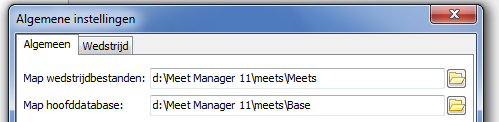 Algemene instellingen
Algemeen Wedstrijd
Map wedstrijdbestanden: d:\Meet Manager 11\meets\Meets
Map hoofddatabase: d:\Meet Manager 11\meets\Base